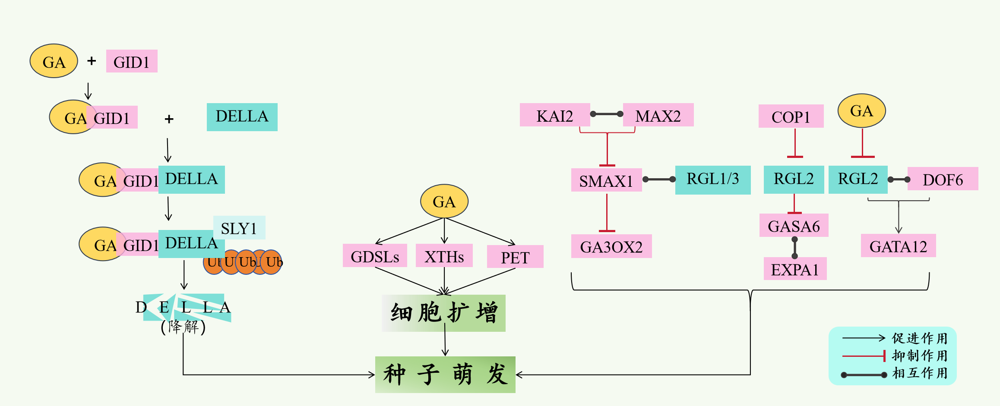 GA + GID1
GA GID1 + DELLA
GA GID1 DELLA
SLY1
GA GID1 DELLA
Ub U Ub U Ub
D E L L A
(降解)
GA
GDSLs XTHs PET
细胞扩增
种子萌发
KAI2 MAX2
SMAX1 RGL1/3
GA3OX2
COP1
RGL2
GASA6
EXPA1
GA
RGL2 DOF6
GATA12
促进作用
抑制作用
相互作用